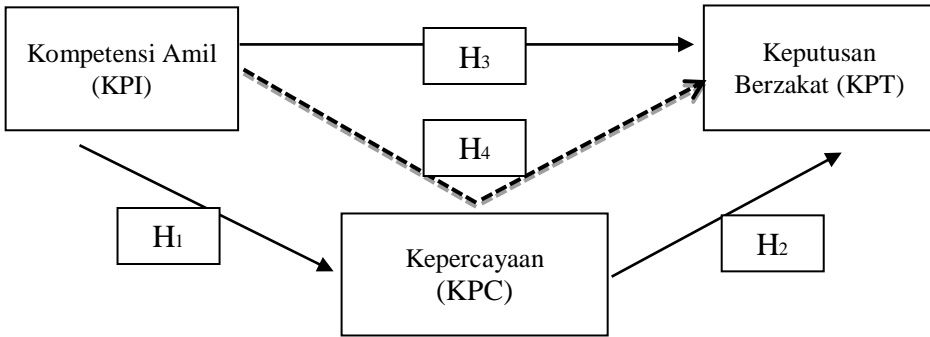 Kompetensi Amil
(KPI)
H3
Keputusan
Berzakat (KPT)
H4
H1
Kepercayaan
(KPC)
H2